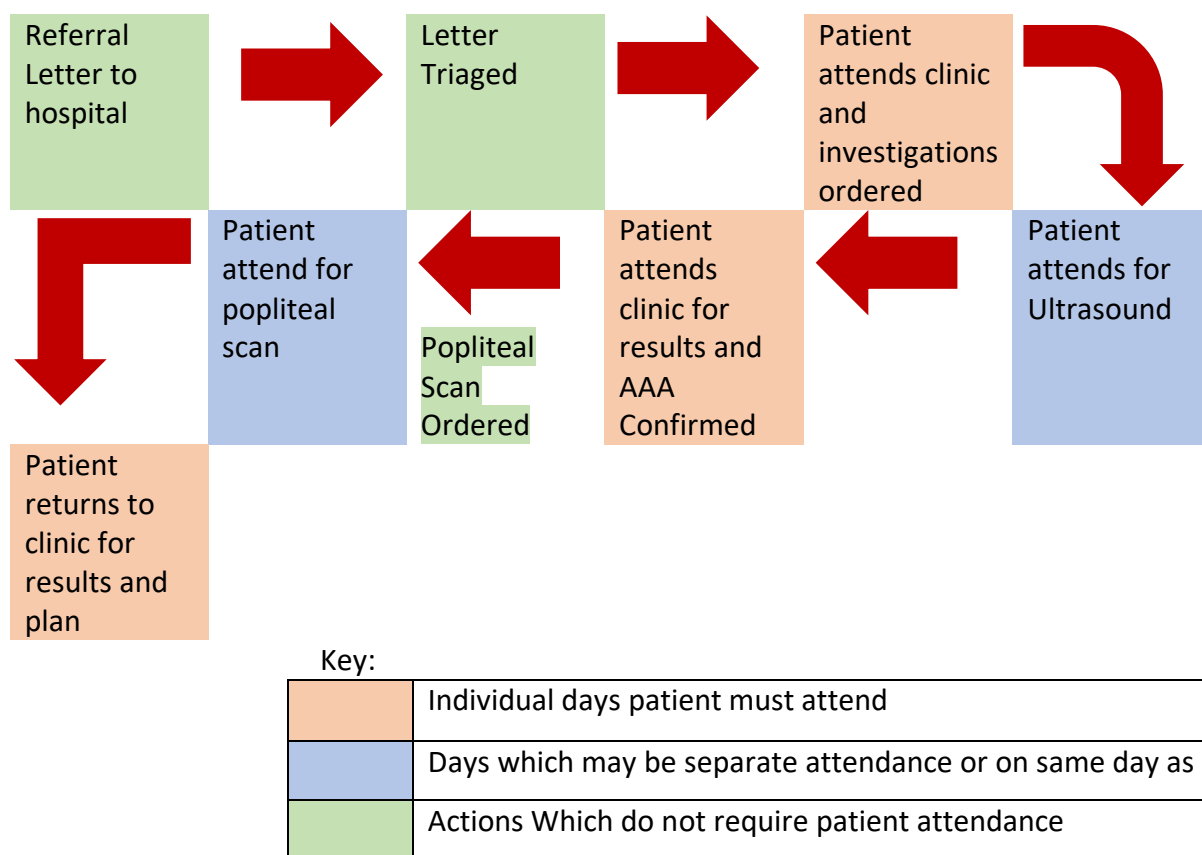 Referral
Letter to
hospital
Letter
Triaged
Patient
attends clinic
and
investigations
ordered
Patient
attends for
Ultrasound
Patient
attends
clinic for
results and
AAA
Confirmed
Popliteal
Scan
Ordered
Patient
attend for
popliteal
scan
Patient
returns to
clinic for
results and
plan
Key:
Individual days patient must attend
Days which may be separate attendance or on same day as
Actions Which do not require patient attendance